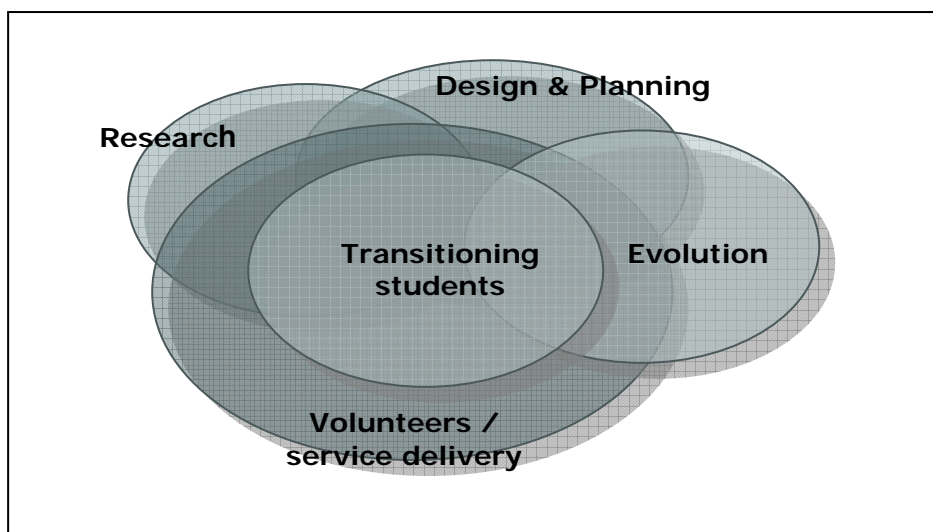 Design & Planning
Research
Transitioning
students
Evolution
Volunteers /
service delivery